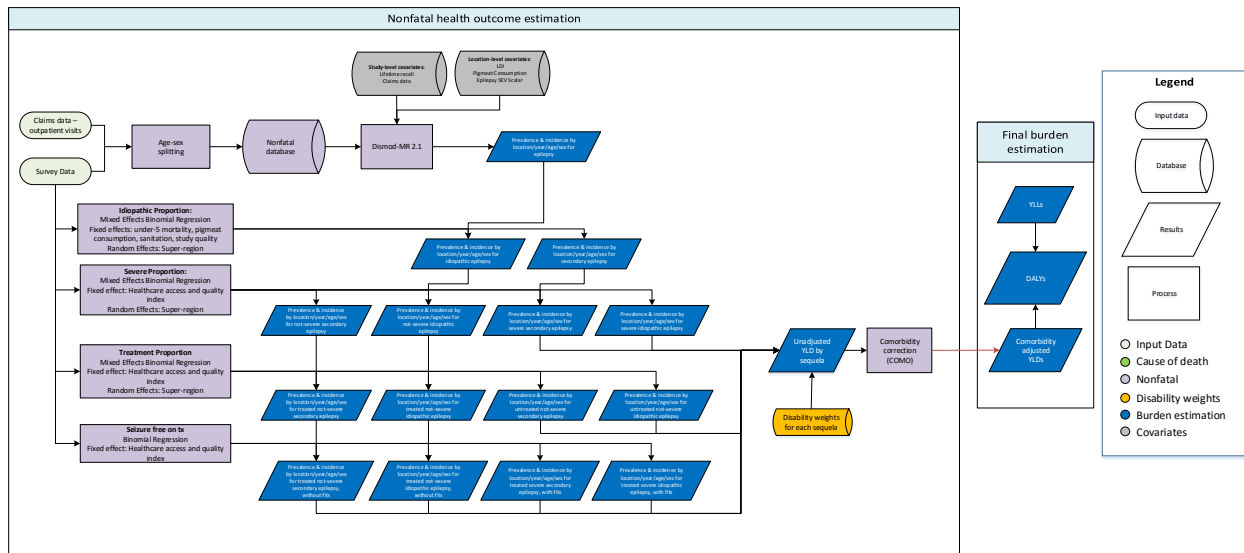 Nonfatal health outcome estimation
Study-level covariates:
Lifetime recall
Claims data
Location-level covariates:
LDI
Pigmeat Consumption
Epilepsy SEV Scalar
Claims data –
outpatient visits
Survey Data
Age-sex
splitting
Nonfatal
database
Dismod-MR 2.1
Prevalence & incidence by
location/year/age/sex for
epilepsy
Idiopathic Proportion:
Mixed Effects Binomial Regression
Fixed effects: under-5 mortality, pigmeat
consumption, sanitation, study quality
Random Effects: Super-region
Prevalence & incidence by
location/year/age/sex
for idiopathic epilepsy
Prevalence & incidence by
location/year/age/sex for
secondary epilepsy
Severe Proportion:
Mixed Effects Binomial Regression
Fixed effect: Healthcare access and quality
index
Random Effects: Super-region
Prevalence & incidence
by location/year/age/sex
for not-severe secondary
epilepsy
Prevalence & incidence by
location/year/age/sex for
not-severe idiopathic
epilepsy
Prevalence & incidence by
location/year/age/sex for
severe secondary epilepsy
Prevalence & incidence by
location/year/age/sex for
severe idiopathic epilepsy
Treatment Proportion
Mixed Effects Binomial Regression
Fixed effect: Healthcare access and quality
index
Random Effects: Super-region
Prevalence & incidence
by location/year/age/sex
for treated not-severe
secondary epilepsy
Prevalence & incidence by
location/year/age/sex for
treated not-severe
idiopathic epilepsy
Prevalence & incidence by
location/year/age/sex for
untreated not-severe
secondary epilepsy
Prevalence & incidence by
location/year/age/sex for
untreated not-severe
idiopathic epilepsy
Seizure free on tx
Binomial Regression
Fixed effect: Healthcare access and quality
index
Prevalence & incidence
by location/year/age/sex
for treated not-severe
secondary epilepsy,
without fits
Prevalence & incidence by
location/year/age/sex for
treated not-severe
idiopathic epilepsy, without fits
Prevalence & incidence by
location/year/age/sex for
treated severe secondary
epilepsy, with fits
Prevalence & incidence by
location/year/age/sex for
treated severe idiopathic
epilepsy, with fits
Unadjusted
YLD by
sequela
Disability weights
for each sequela
Comorbidity
correction
(COMO)
Final burden
estimation
YLLs
DALYs
Comorbidity
adjusted
YLDs
Legend
Input data
Database
Results
Process
Input Data
Cause of death
Nonfatal
Disability weights
Burden estimation
Covariates